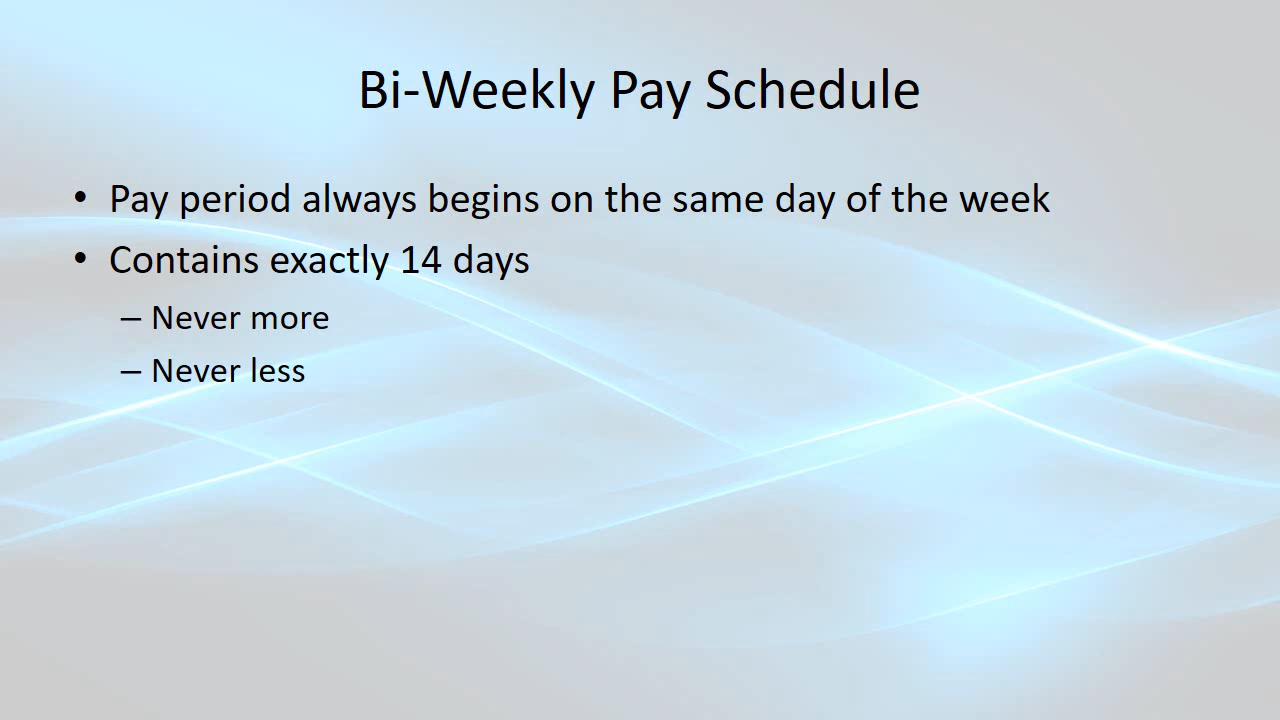 Bi-Weekly Pay Schedule
• Pay period always begins on the same day of the week
• Contains exactly 14 days
– Never more
– Never less